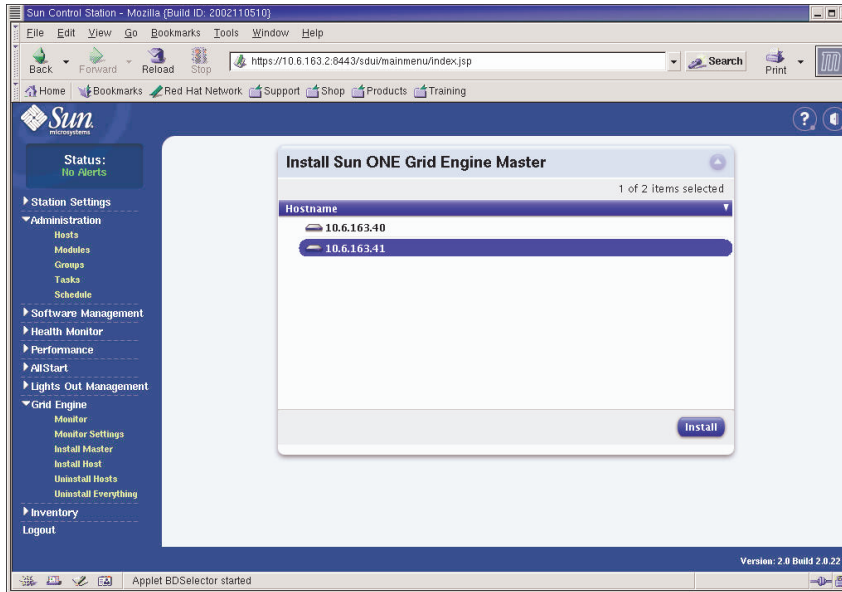 Sun Control Station - Mozilla {Build ID: 2002110510}
File Edit View Go Bookmarks Tools Window Help
Back Forward Reload Stop https://10.6.163.2:8443/sdui/mainmenu/index.jsp Search Print
Home Bookmarks Red Hat Network Support Shop Products Training
Sun
microsystems
Status:
No Alerts
Station Settings
Administration
Hosts
Modules
Groups
Tasks
Schedule
Software Management
Health Monitor
Performance
AllStart
Lights Out Management
Grid Engine
Monitor
Monitor Settings
Install Master
Install Host
Uninstall Hosts
Uninstall Everything
Inventory
Logout
Install Sun ONE Grid Engine Master
1 of 2 items selected
Hostname
10.6.163.40
10.6.163.41
Install
Version: 2.0 Build 2.0.22
Applet BDSelector started